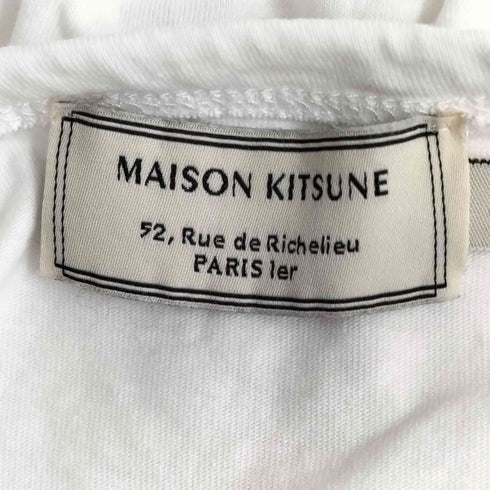 MAISON KITSUNE
52, Rue de Richelieu
PARIS 1er